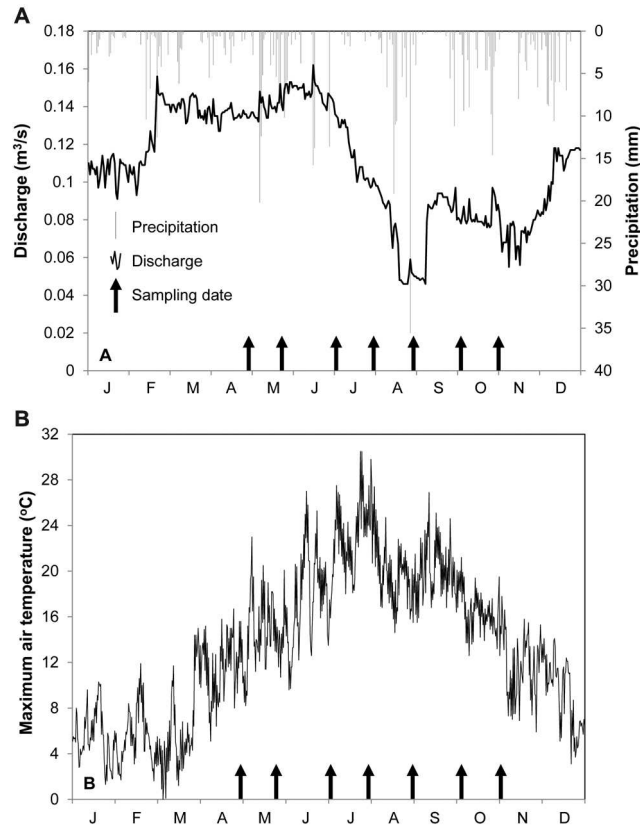 A
Discharge (m³/s)
0.18
0.16
0.14
0.12
0.1
0.08
0.06
0.04
0.02
0
Precipitation
Discharge
Sampling date
A
0
5
10
15
20
25
30
35
40
Precipitation (mm)
J F M A M J J A S O N D
B
Maximum air temperature (ºC)
32
28
24
20
16
12
8
4
0
B
J F M A M J J A S O N D